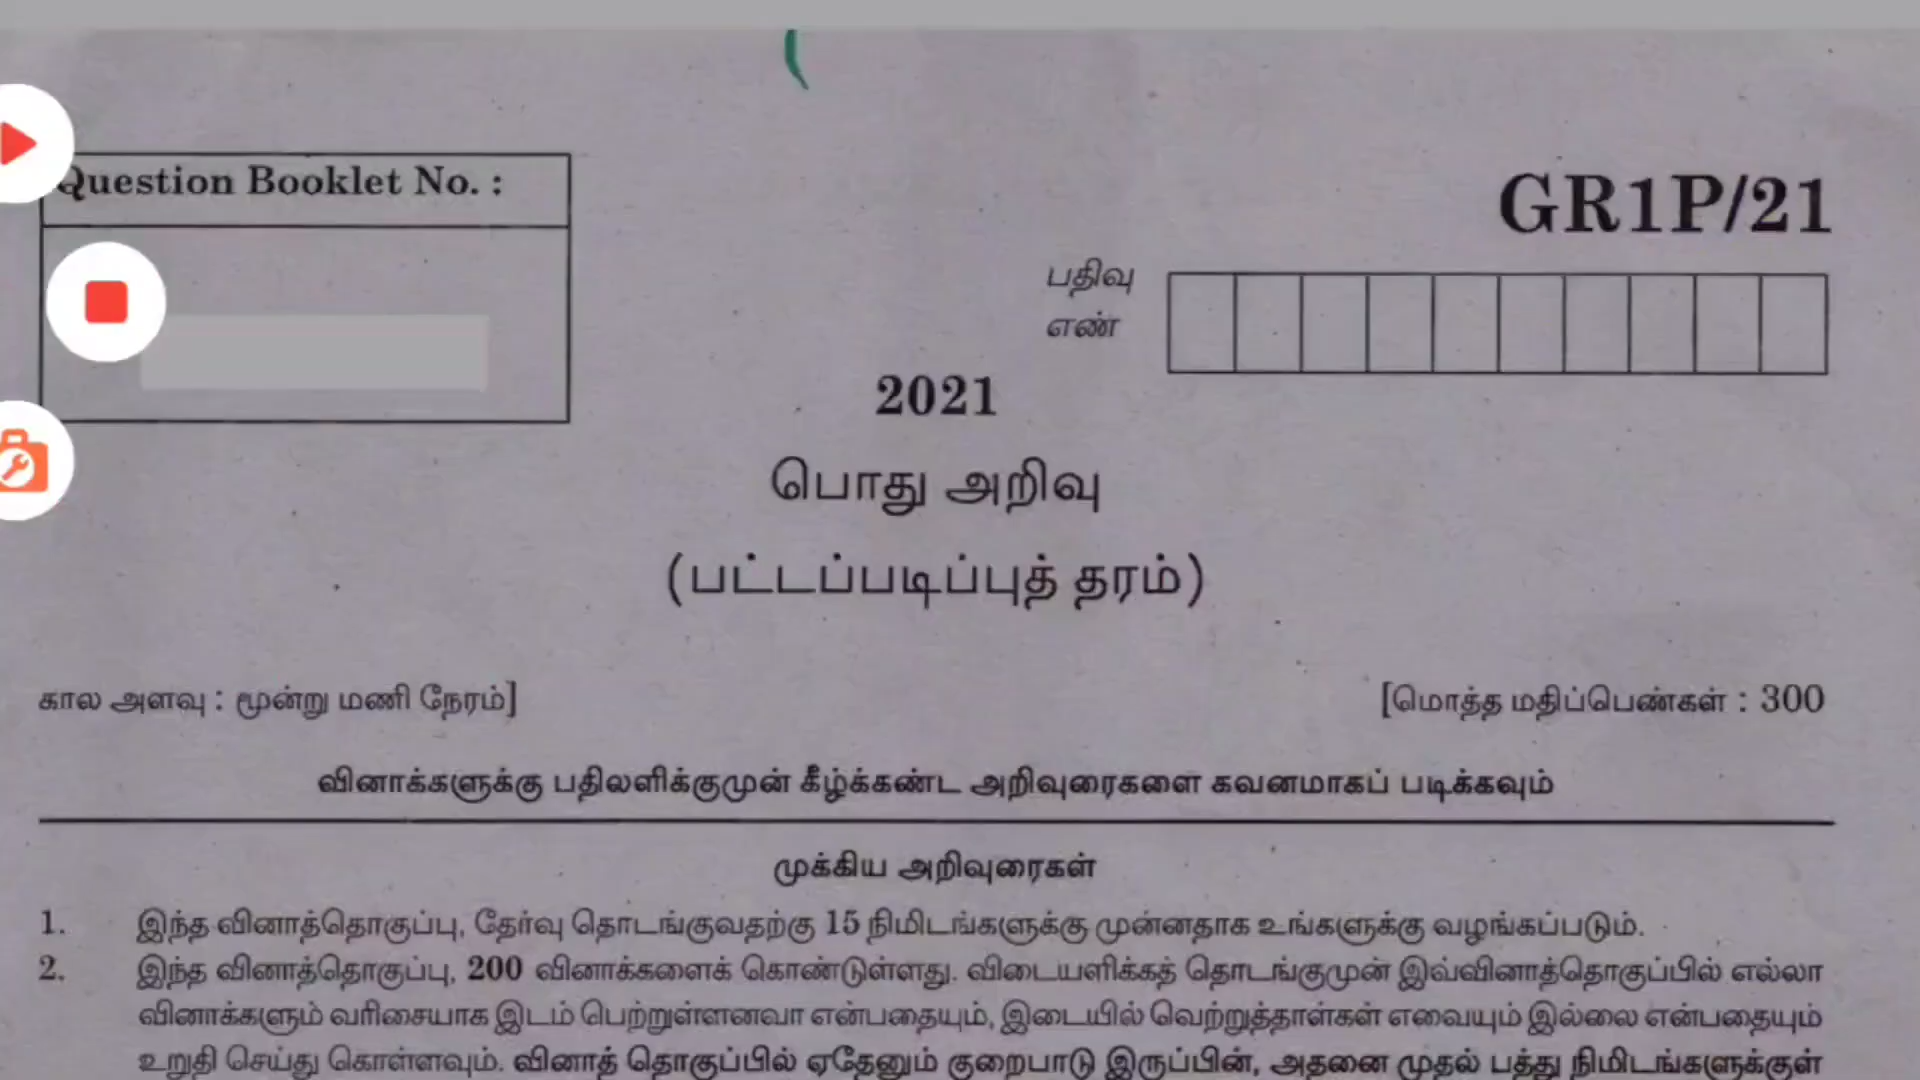 Question Booklet No. :
GR1P/21
பதிவு
எண்
2021
பொது அறிவு
(பட்டப்படிப்புத் தரம்)
கால அளவு : மூன்று மணி நேரம்]
[மொத்த மதிப்பெண்கள் : 300
வினாக்களுக்கு பதிலளிக்குமுன் கீழ்க்கண்ட அறிவுரைகளை கவனமாகப் படிக்கவும்
முக்கிய அறிவுரைகள்
1. இந்த வினாத்தொகுப்பு, தேர்வு தொடங்குவதற்கு 15 நிமிடங்களுக்கு முன்னதாக உங்களுக்கு வழங்கப்படும்.
2. இந்த வினாத்தொகுப்பு, 200 வினாக்களைக் கொண்டுள்ளது. விடையளிக்கத் தொடங்குமுன் இவ்வினாத்தொகுப்பில் எல்லா
வினாக்களும் வரிசையாக இடம் பெற்றுள்ளனவா என்பதையும், இடையில் வெற்றுத்தாள்கள் எவையும் இல்லை என்பதையும்
உறுதி செய்து கொள்ளவும். வினாத் தொகுப்பில் ஏதேனும் குறைபாடு இருப்பின், அதனை முதல் பத்து நிமிடங்களுக்குள்